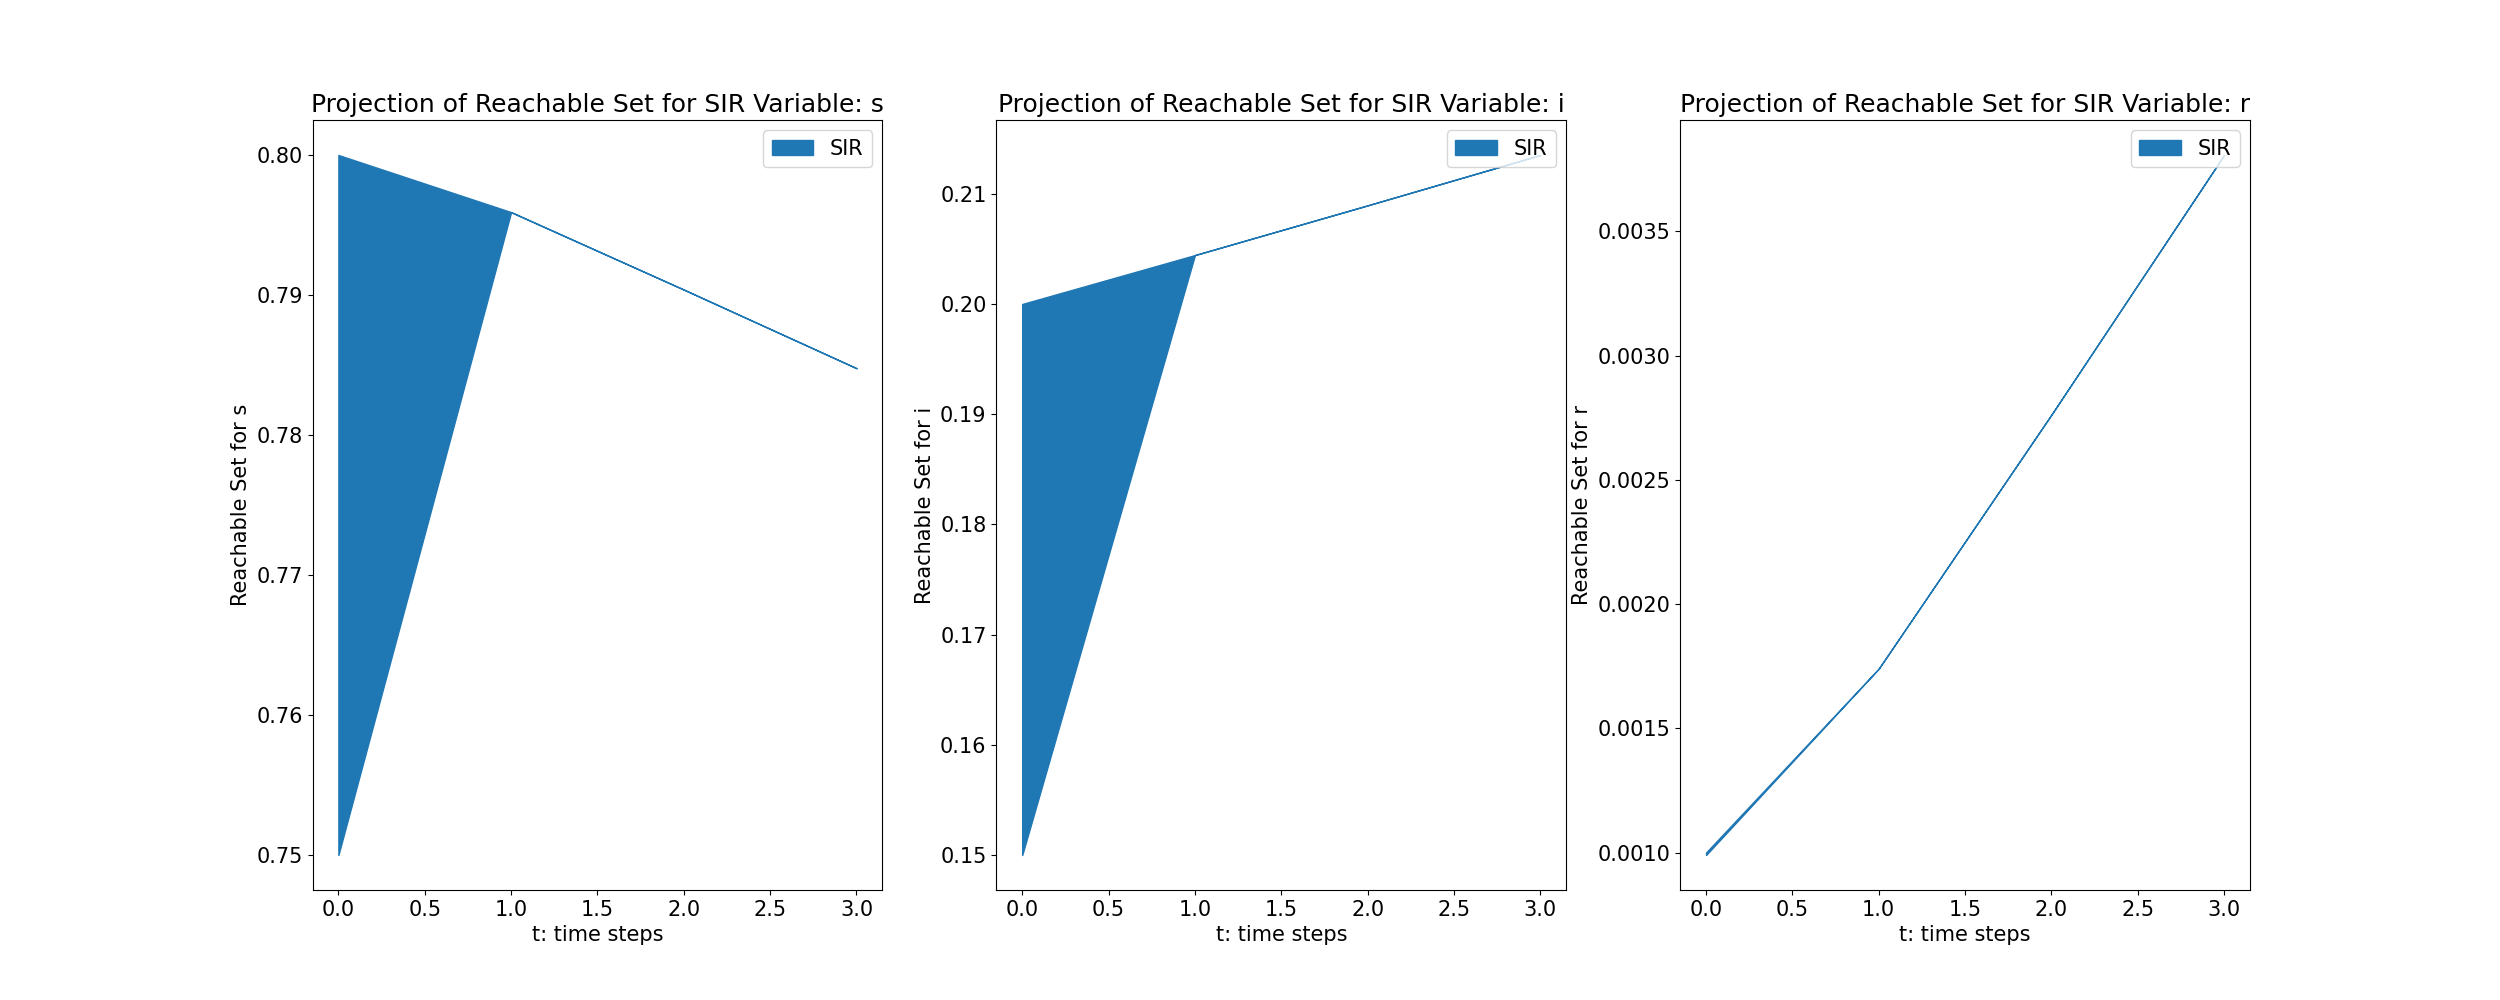 Projection of Reachable Set for SIR Variable: s
SIR
0.80
0.79
0.78
0.77
0.76
0.75
Reachable Set for s
0.0 0.5 1.0 1.5 2.0 2.5 3.0
t: time steps
Projection of Reachable Set for SIR Variable: i
SIR
0.21
0.20
0.19
0.18
0.17
0.16
0.15
Reachable Set for i
0.0 0.5 1.0 1.5 2.0 2.5 3.0
t: time steps
Projection of Reachable Set for SIR Variable: r
SIR
0.0035
0.0030
0.0025
0.0020
0.0015
0.0010
Reachable Set for r
0.0 0.5 1.0 1.5 2.0 2.5 3.0
t: time steps